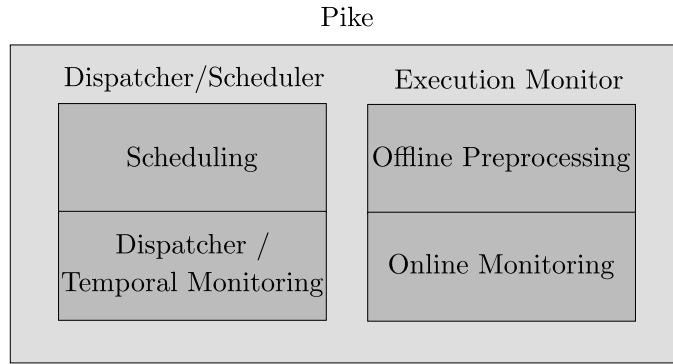 Pike
Dispatcher/Scheduler
Scheduling
Dispatcher /
Temporal Monitoring
Execution Monitor
Offline Preprocessing
Online Monitoring